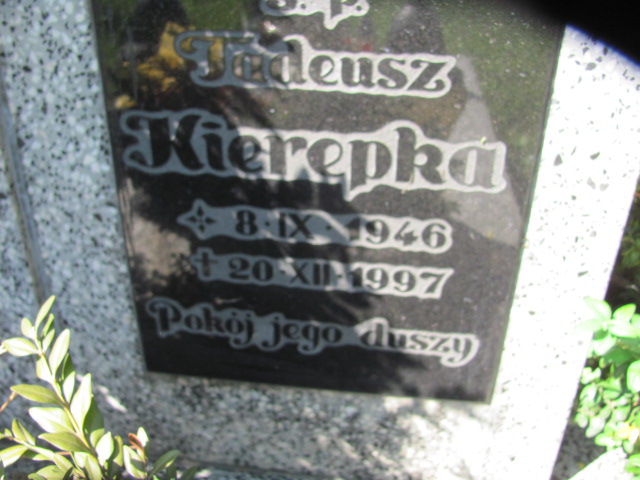 Ś. P.
Tadeusz
Kierepka
8·IX·1946
† 20·XII·1997
Pokój jego duszy